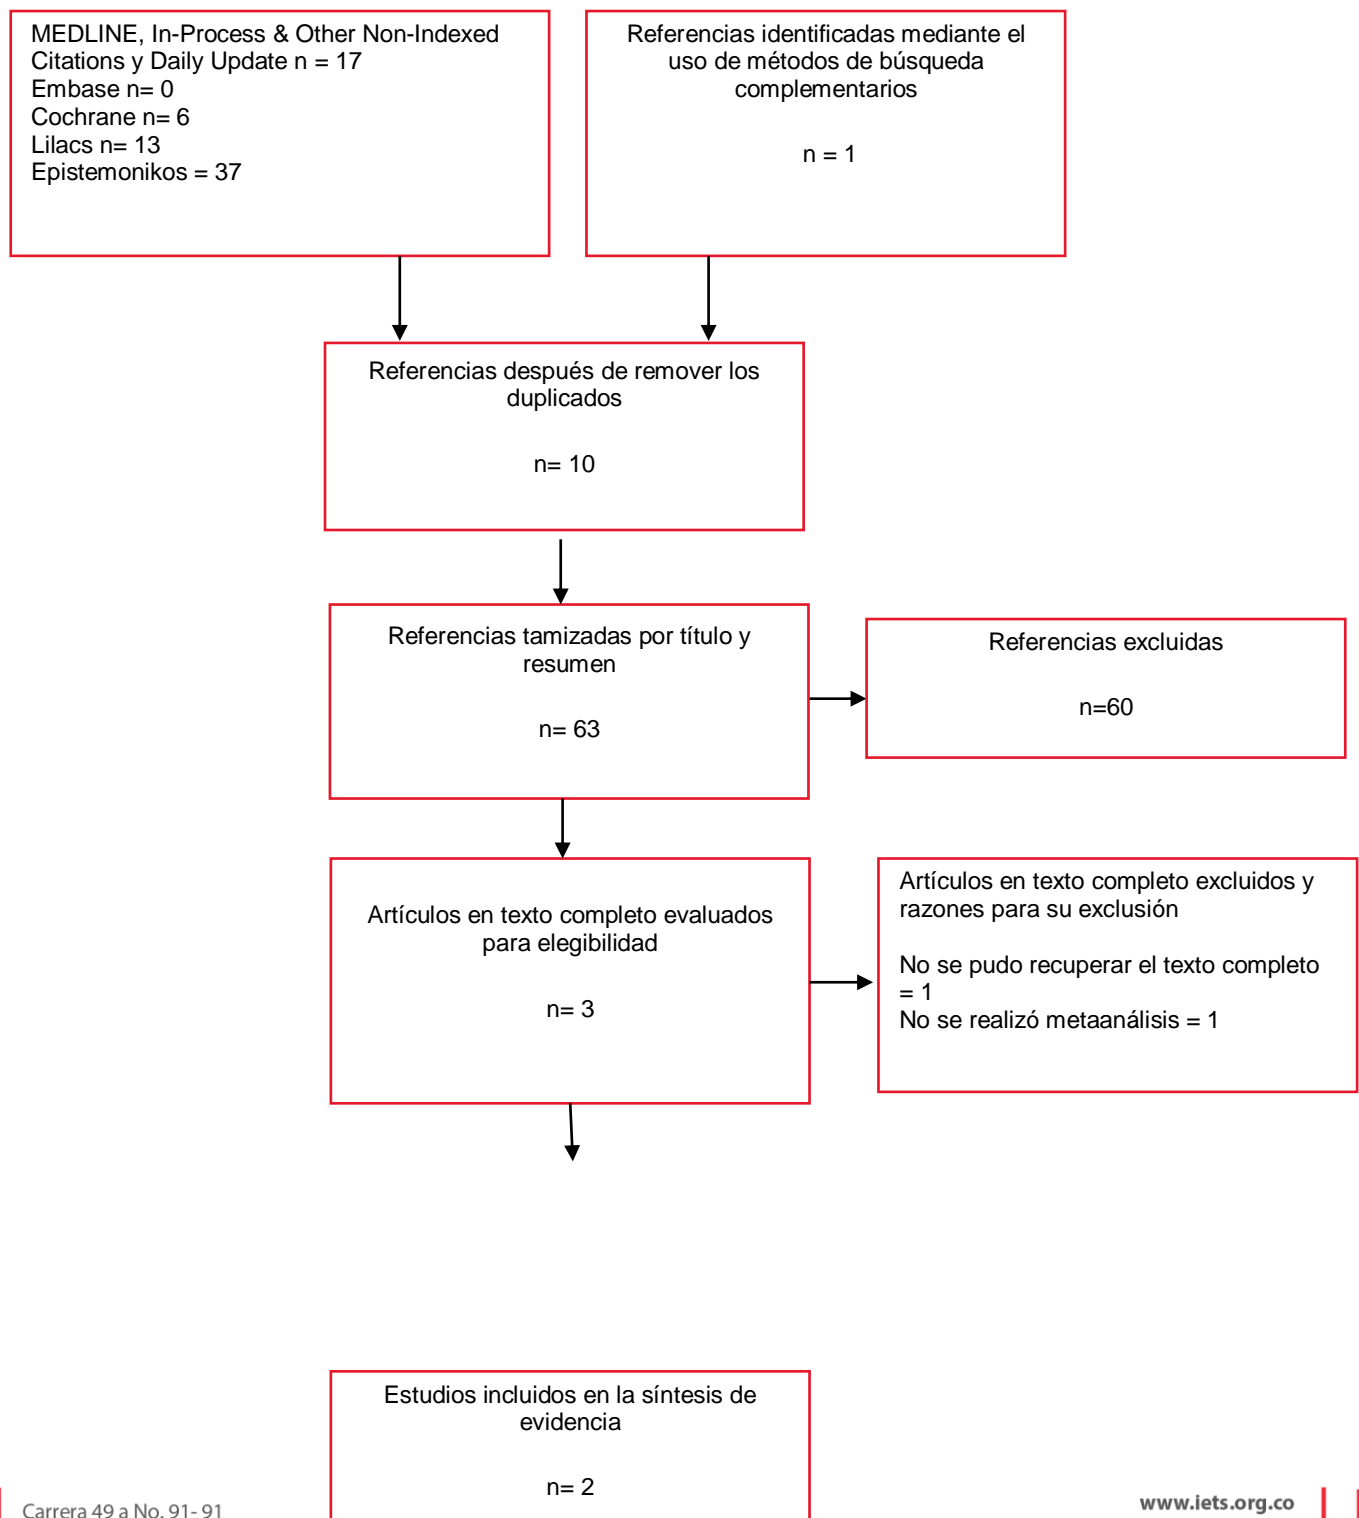 MEDLINE, In-Process & Other Non-Indexed
Citations y Daily Update n = 17
Embase n= 0
Cochrane n= 6
Lilacs n= 13
Epistemonikos = 37
Referencias identificadas mediante el
uso de métodos de búsqueda
complementarios
n = 1
Referencias después de remover los
duplicados
n= 10
Referencias tamizadas por título y
resumen
n= 63
Referencias excluidas
n=60
Artículos en texto completo evaluados
para elegibilidad
n= 3
Artículos en texto completo excluidos y
razones para su exclusión
No se pudo recuperar el texto completo
= 1
No se realizó metaanálisis = 1
Estudios incluidos en la síntesis de
evidencia
n= 2
Carrera 49 a No. 91- 91
www.iets.org.co